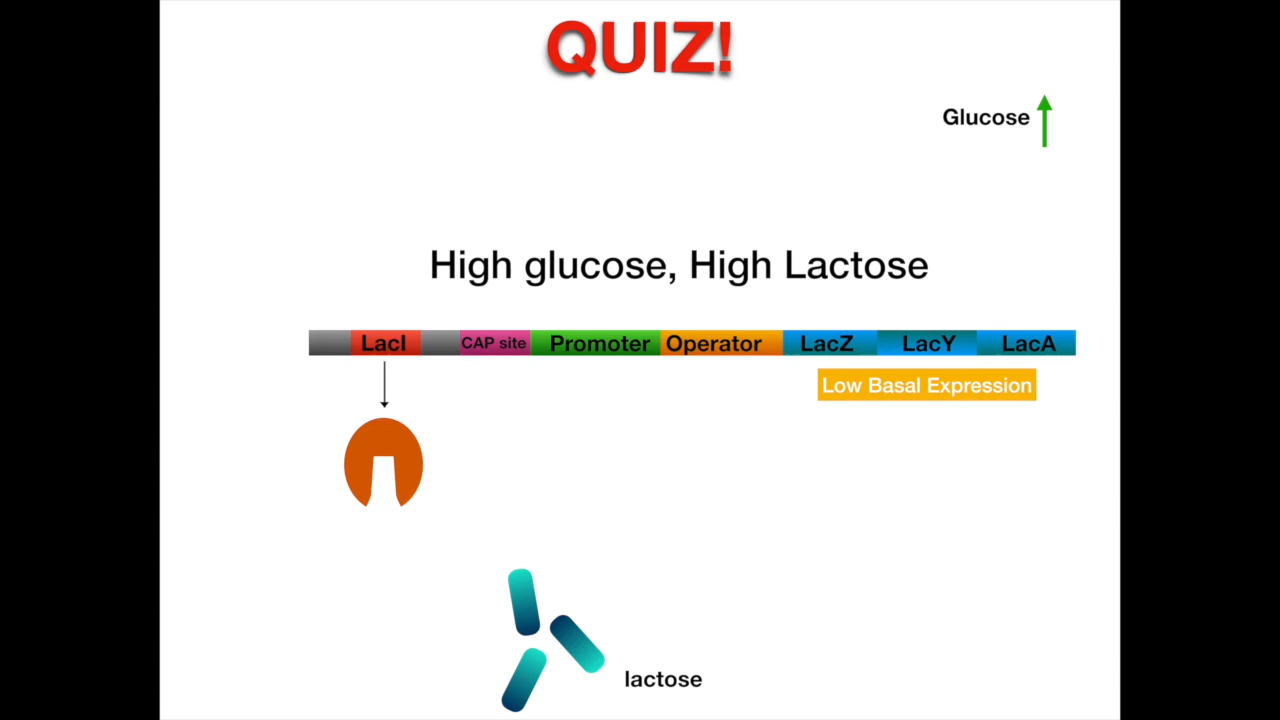 QUIZ!
Glucose
High glucose, High Lactose
LacI CAP site Promoter Operator LacZ LacY LacA
Low Basal Expression
lactose